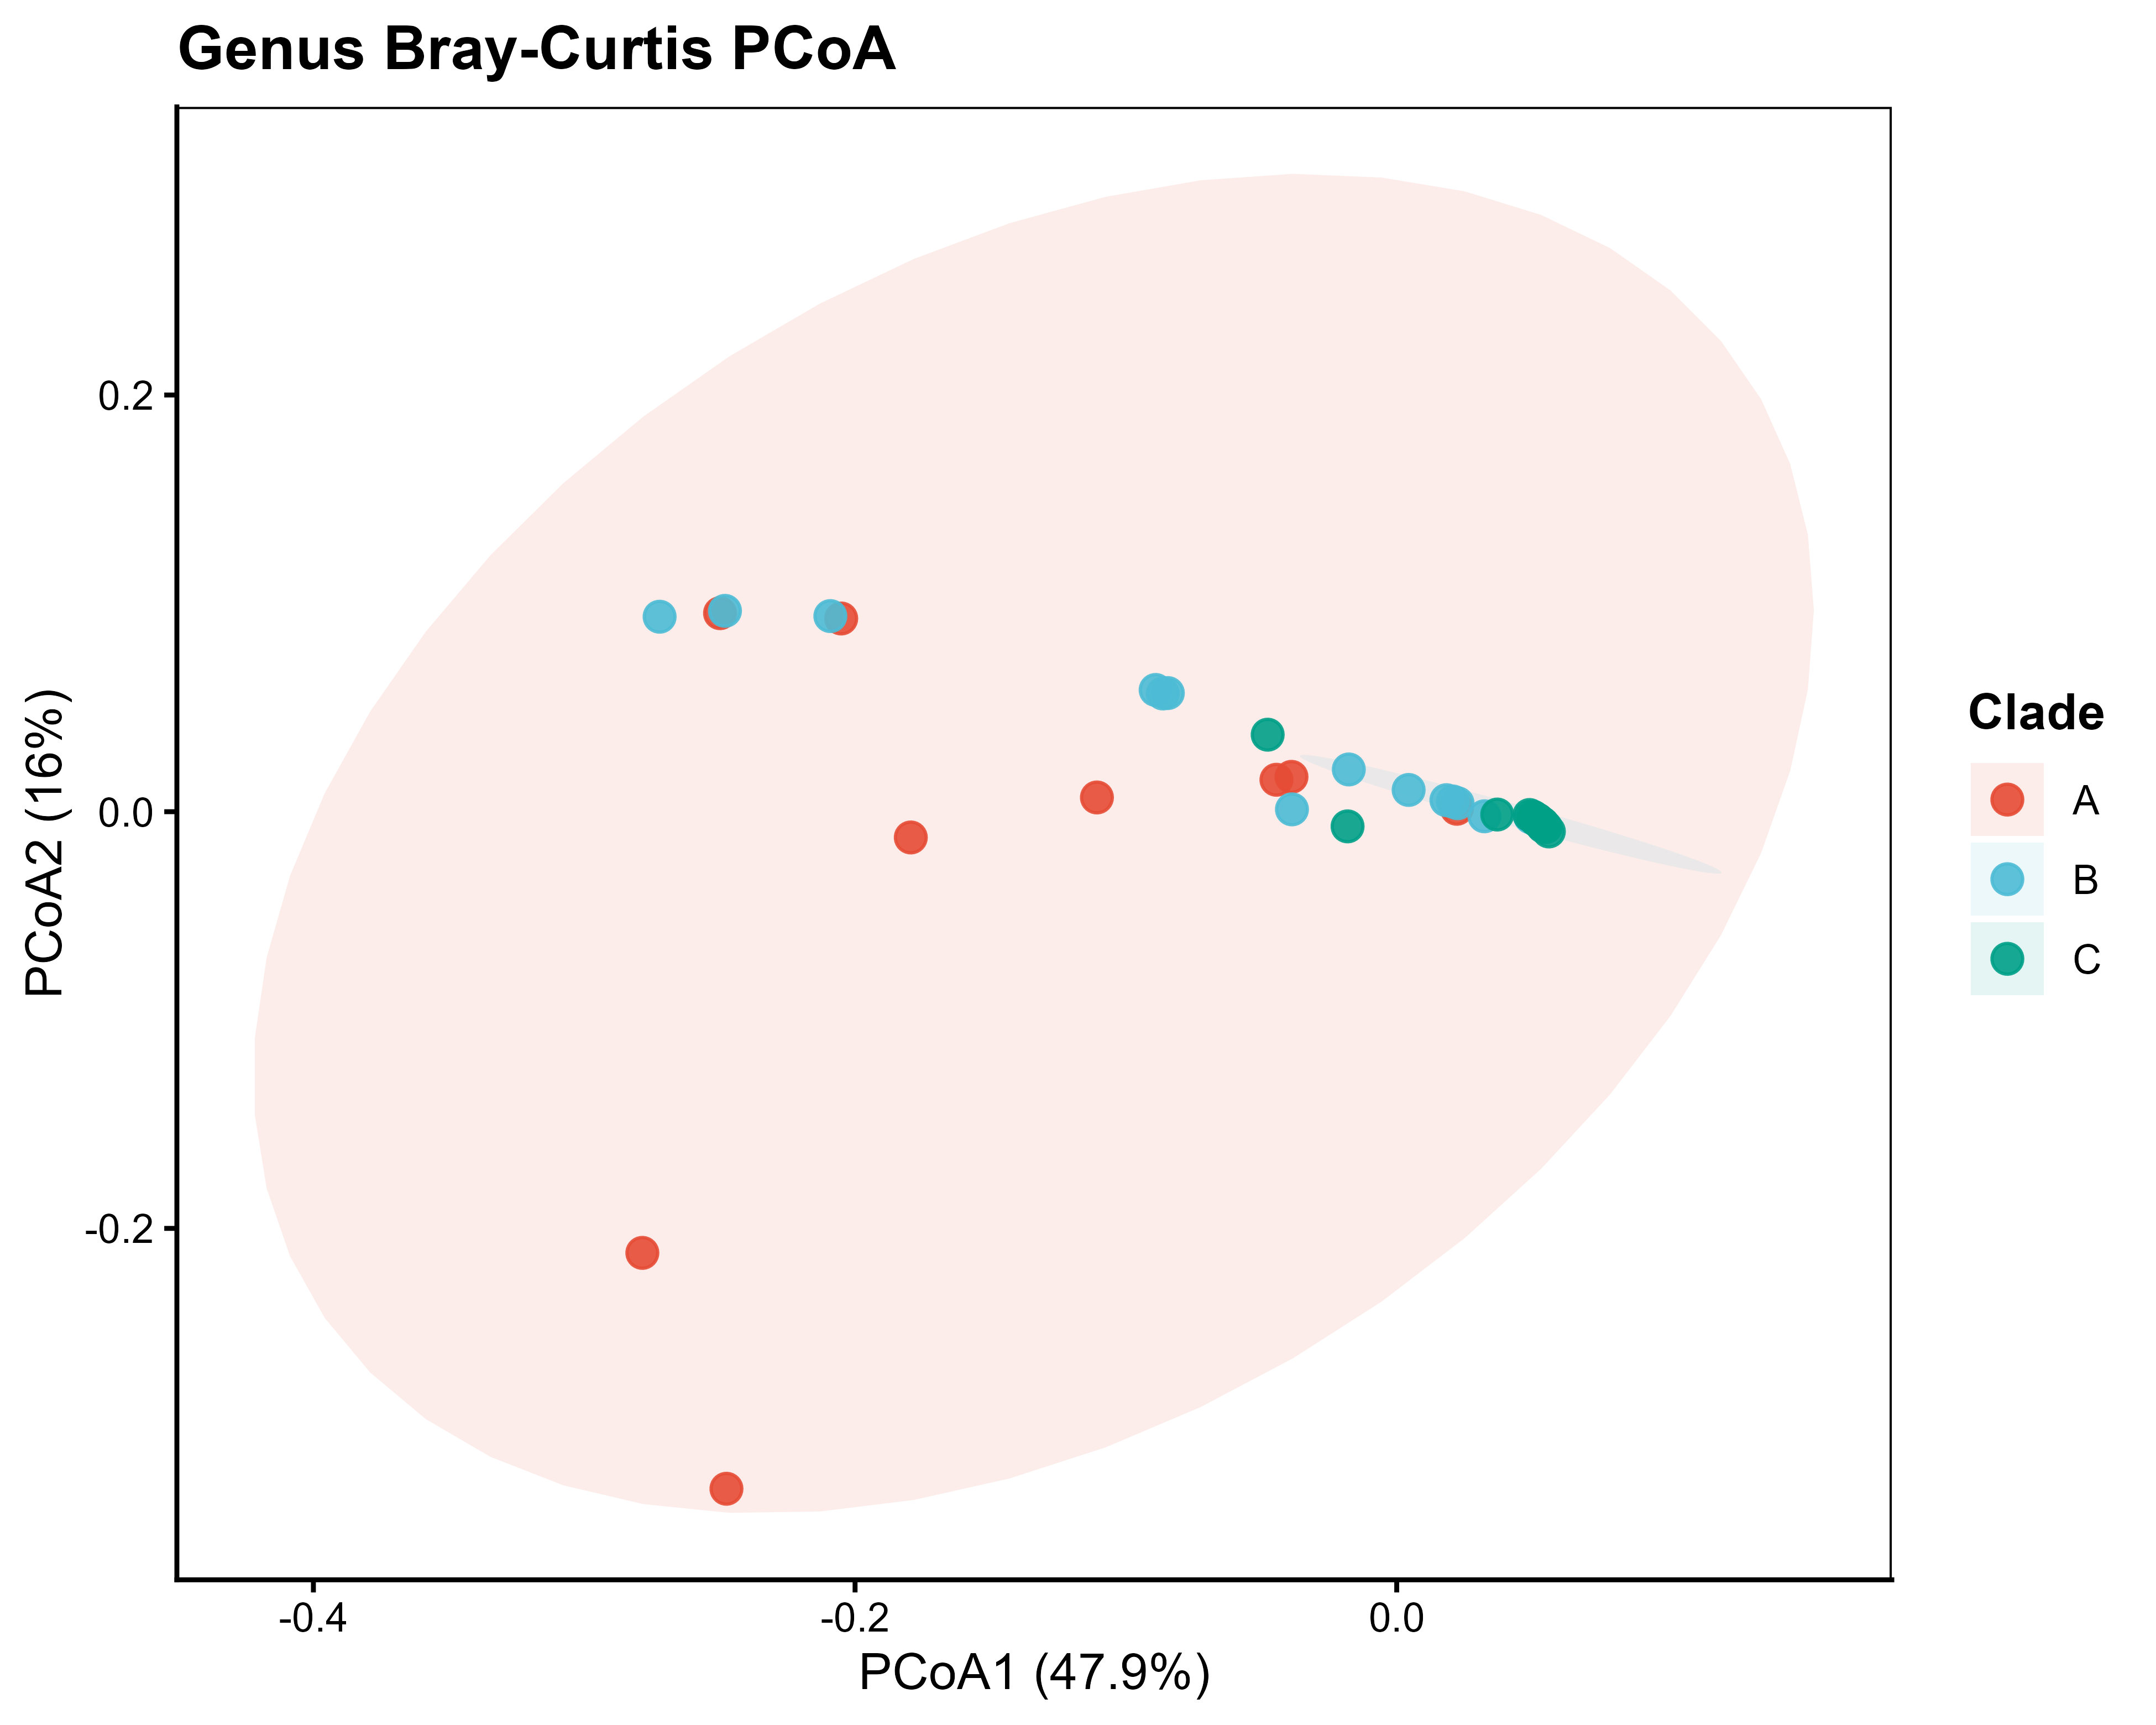 Genus Bray-Curtis PCoA
PCoA2 (16%)
0.2
0.0
-0.2
-0.4
-0.2
0.0
PCoA1 (47.9%)
Clade
A
B
C